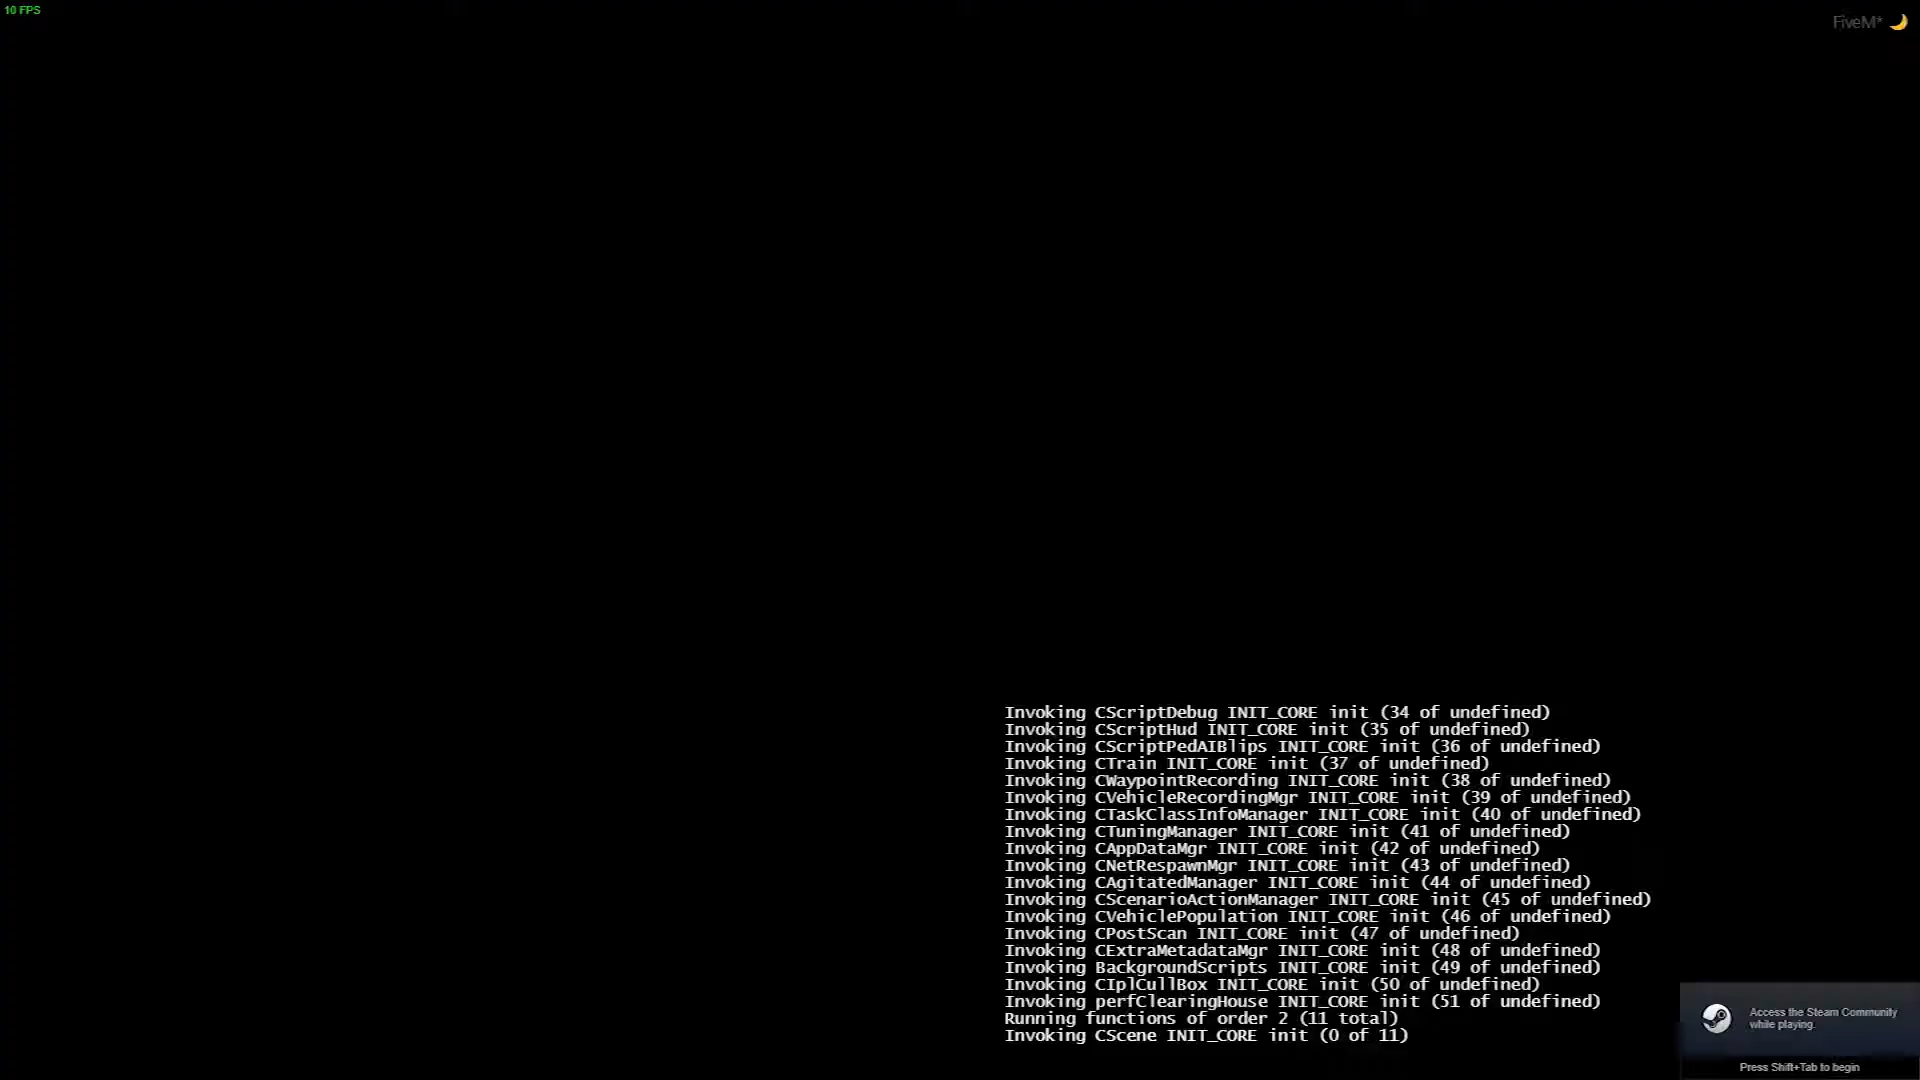 10 FPS
FiveM* 🌙
Invoking CScriptDebug INIT_CORE init (34 of undefined)
Invoking CScriptHud INIT_CORE init (35 of undefined)
Invoking CScriptPedAIBlips INIT_CORE init (36 of undefined)
Invoking CTrain INIT_CORE init (37 of undefined)
Invoking CWaypointRecording INIT_CORE init (38 of undefined)
Invoking CVehicleRecordingMgr INIT_CORE init (39 of undefined)
Invoking CTaskClassInfoManager INIT_CORE init (40 of undefined)
Invoking CTuningManager INIT_CORE init (41 of undefined)
Invoking CAppDataMgr INIT_CORE init (42 of undefined)
Invoking CNetRespawnMgr INIT_CORE init (43 of undefined)
Invoking CAgitatedManager INIT_CORE init (44 of undefined)
Invoking CScenarioActionManager INIT_CORE init (45 of undefined)
Invoking CVehiclePopulation INIT_CORE init (46 of undefined)
Invoking CPostScan INIT_CORE init (47 of undefined)
Invoking CExtraMetadataMgr INIT_CORE init (48 of undefined)
Invoking BackgroundScripts INIT_CORE init (49 of undefined)
Invoking CIplCullBox INIT_CORE init (50 of undefined)
Invoking perfClearingHouse INIT_CORE init (51 of undefined)
Running functions of order 2 (11 total)
Invoking CScene INIT_CORE init (0 of 11)
Access the Steam Community
while playing.
Press Shift+Tab to begin